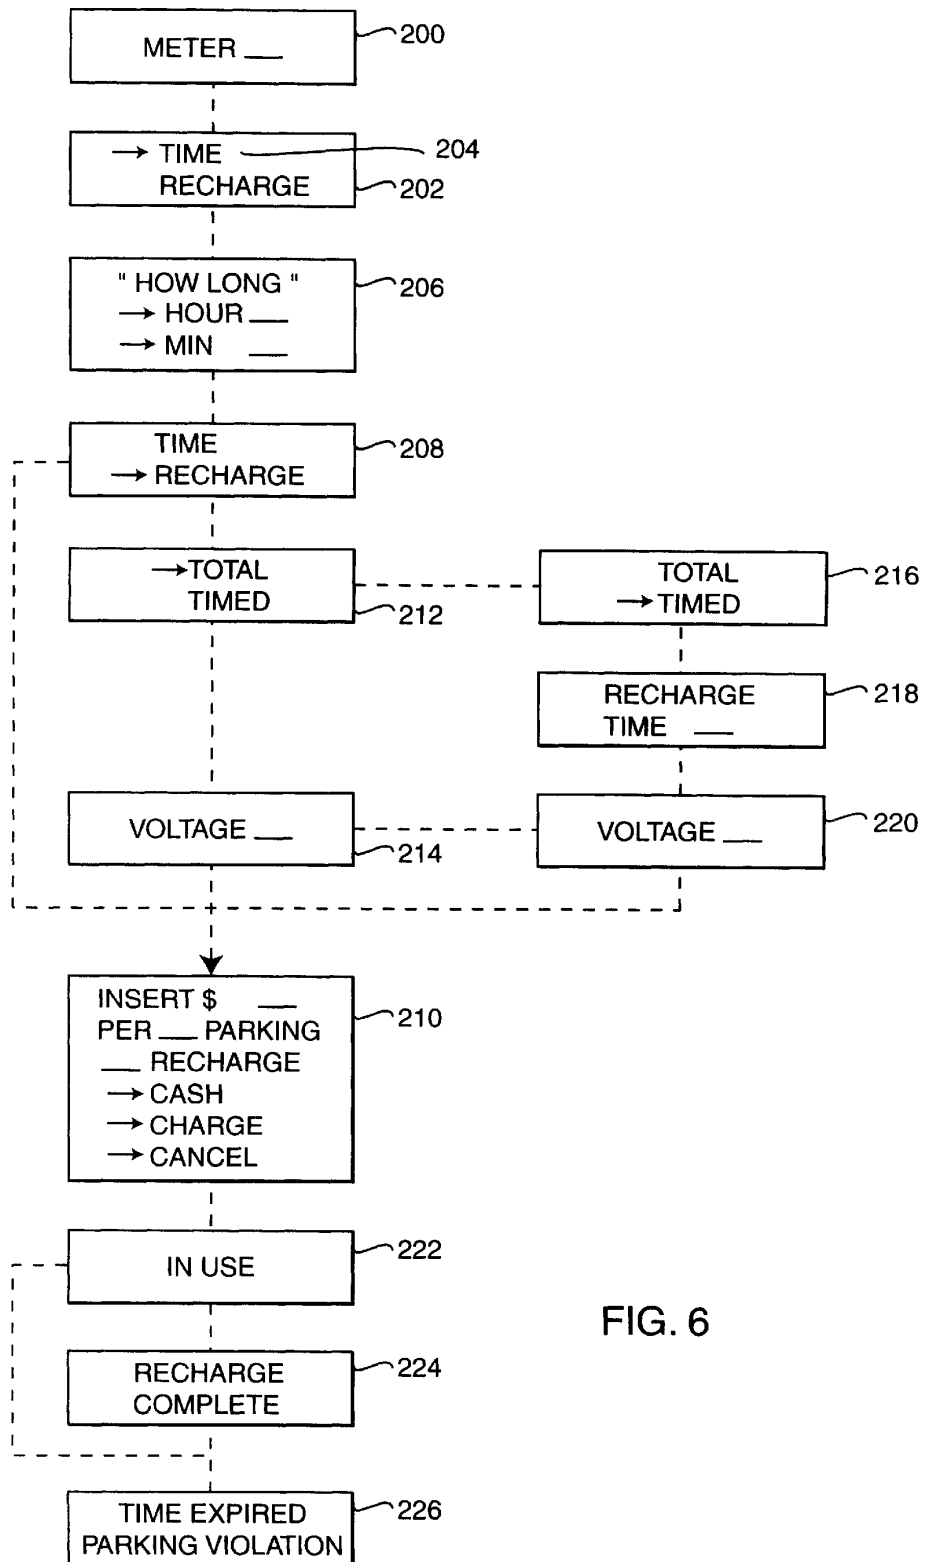 METER ___ 200
→ TIME 204
RECHARGE 202
" HOW LONG " 206
→ HOUR ___
→ MIN ___
TIME 208
→ RECHARGE
→ TOTAL
TIMED 212
TOTAL 216
→ TIMED
RECHARGE 218
TIME ___
VOLTAGE ___ 214
VOLTAGE ___ 220
INSERT $ ___ 210
PER ___ PARKING
___ RECHARGE
→ CASH
→ CHARGE
→ CANCEL
IN USE 222
RECHARGE 224
COMPLETE
TIME EXPIRED 226
PARKING VIOLATION
FIG. 6